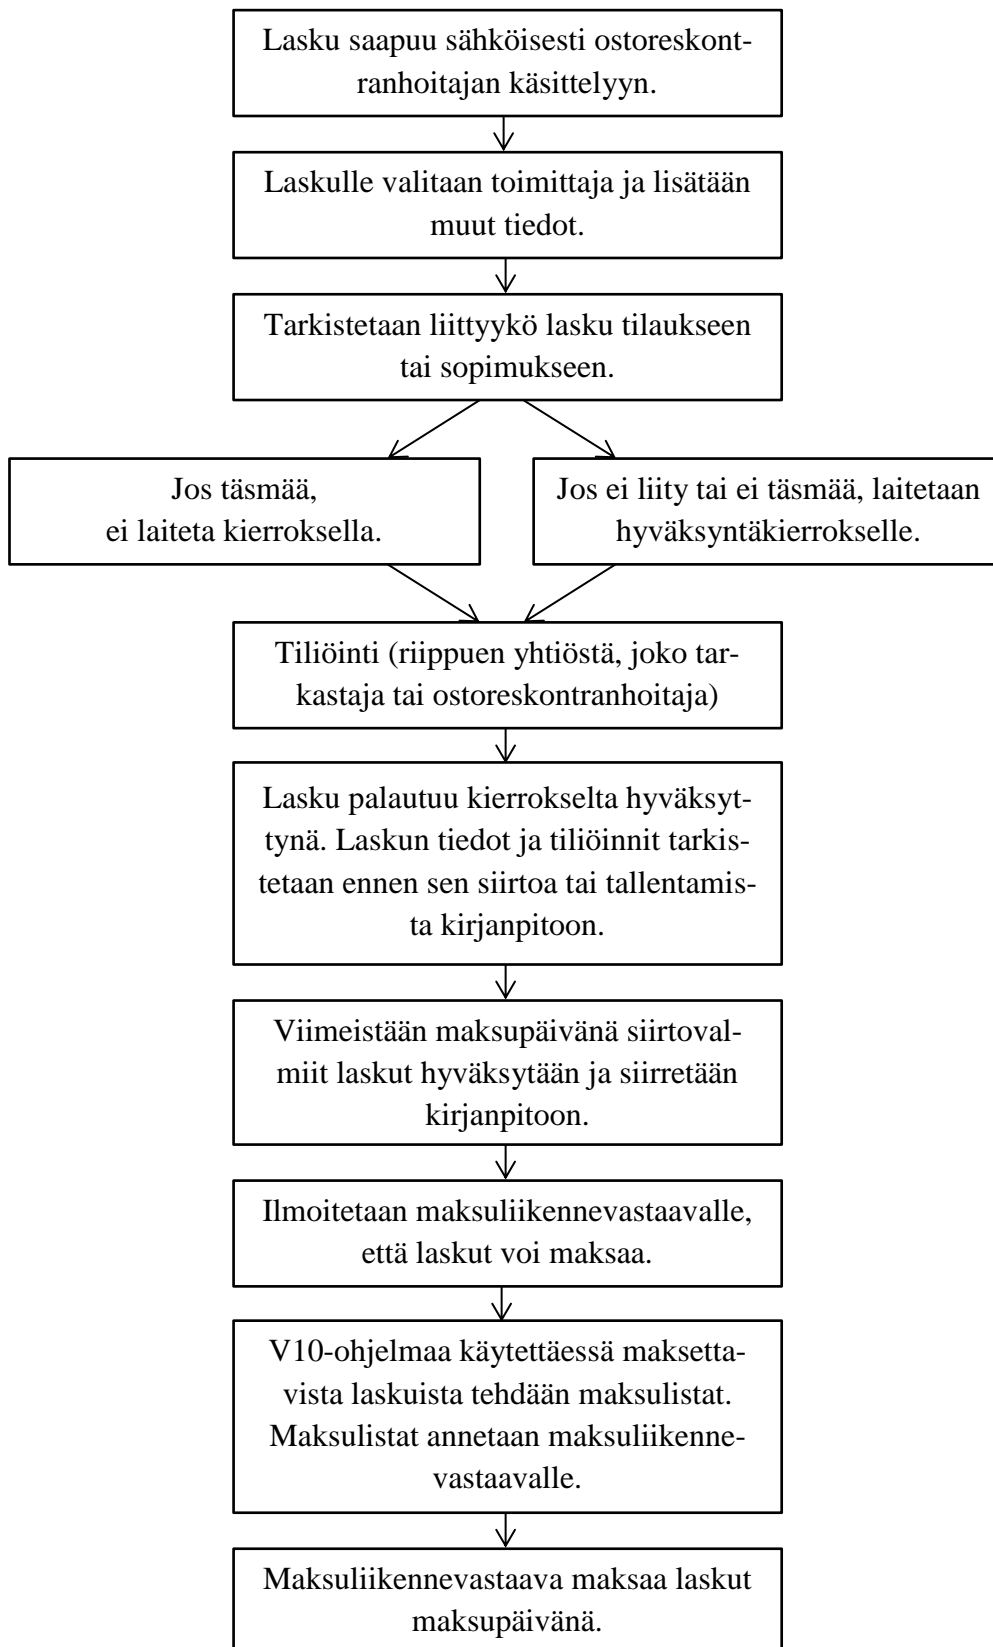 Lasku saapuu sähköisesti ostoreskont-
ranhoitajan käsittelyyn.
Laskulle valitaan toimittaja ja lisätään
muut tiedot.
Tarkistetaan liittyykö lasku tilaukseen
tai sopimukseen.
Jos täsmää,
ei laiteta kierroksella.
Jos ei liity tai ei täsmää, laitetaan
hyväksyntäkierrokselle.
Tiliöinti (riippuen yhtiöstä, joko tar-
kastaja tai ostoreskontranhoitaja)
Lasku palautuu kierrokselta hyväksyt-
tynä. Laskun tiedot ja tiliöinnit tarkis-
tetaan ennen sen siirtoa tai tallentamis-
ta kirjanpitoon.
Viimeistään maksupäivänä siirtoval-
miit laskut hyväksytään ja siirretään
kirjanpitoon.
Ilmoitetaan maksuliikennevastaavalle,
että laskut voi maksaa.
V10-ohjelmaa käytettäessä maksetta-
vista laskuista tehdään maksulistat.
Maksulistat annetaan maksuliikenne-
vastaavalle.
Maksuliikennevastaava maksaa laskut
maksupäivänä.